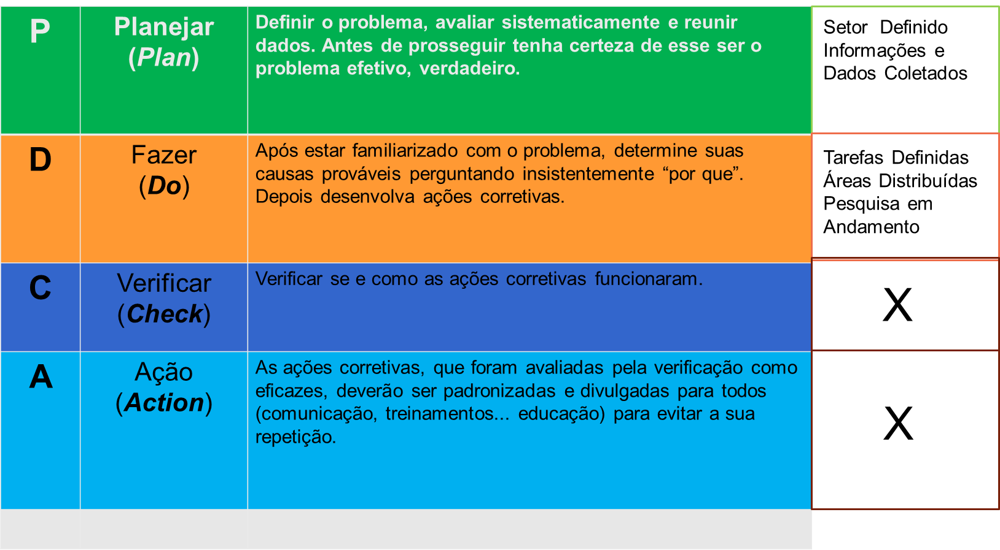 P
Planejar
(Plan)
Definir o problema, avaliar sistematicamente e reunir
dados. Antes de prosseguir tenha certeza de esse ser o
problema efetivo, verdadeiro.
Setor Definido
Informações e
Dados Coletados
D
Fazer
(Do)
Após estar familiarizado com o problema, determine suas
causas prováveis perguntando insistentemente “por que”.
Depois desenvolva ações corretivas.
Tarefas Definidas
Áreas Distribuídas
Pesquisa em
Andamento
C
Verificar
(Check)
Verificar se e como as ações corretivas funcionaram.
X
A
Ação
(Action)
As ações corretivas, que foram avaliadas pela verificação como
eficazes, deverão ser padronizadas e divulgadas para todos
(comunicação, treinamentos... educação) para evitar a sua
repetição.
X